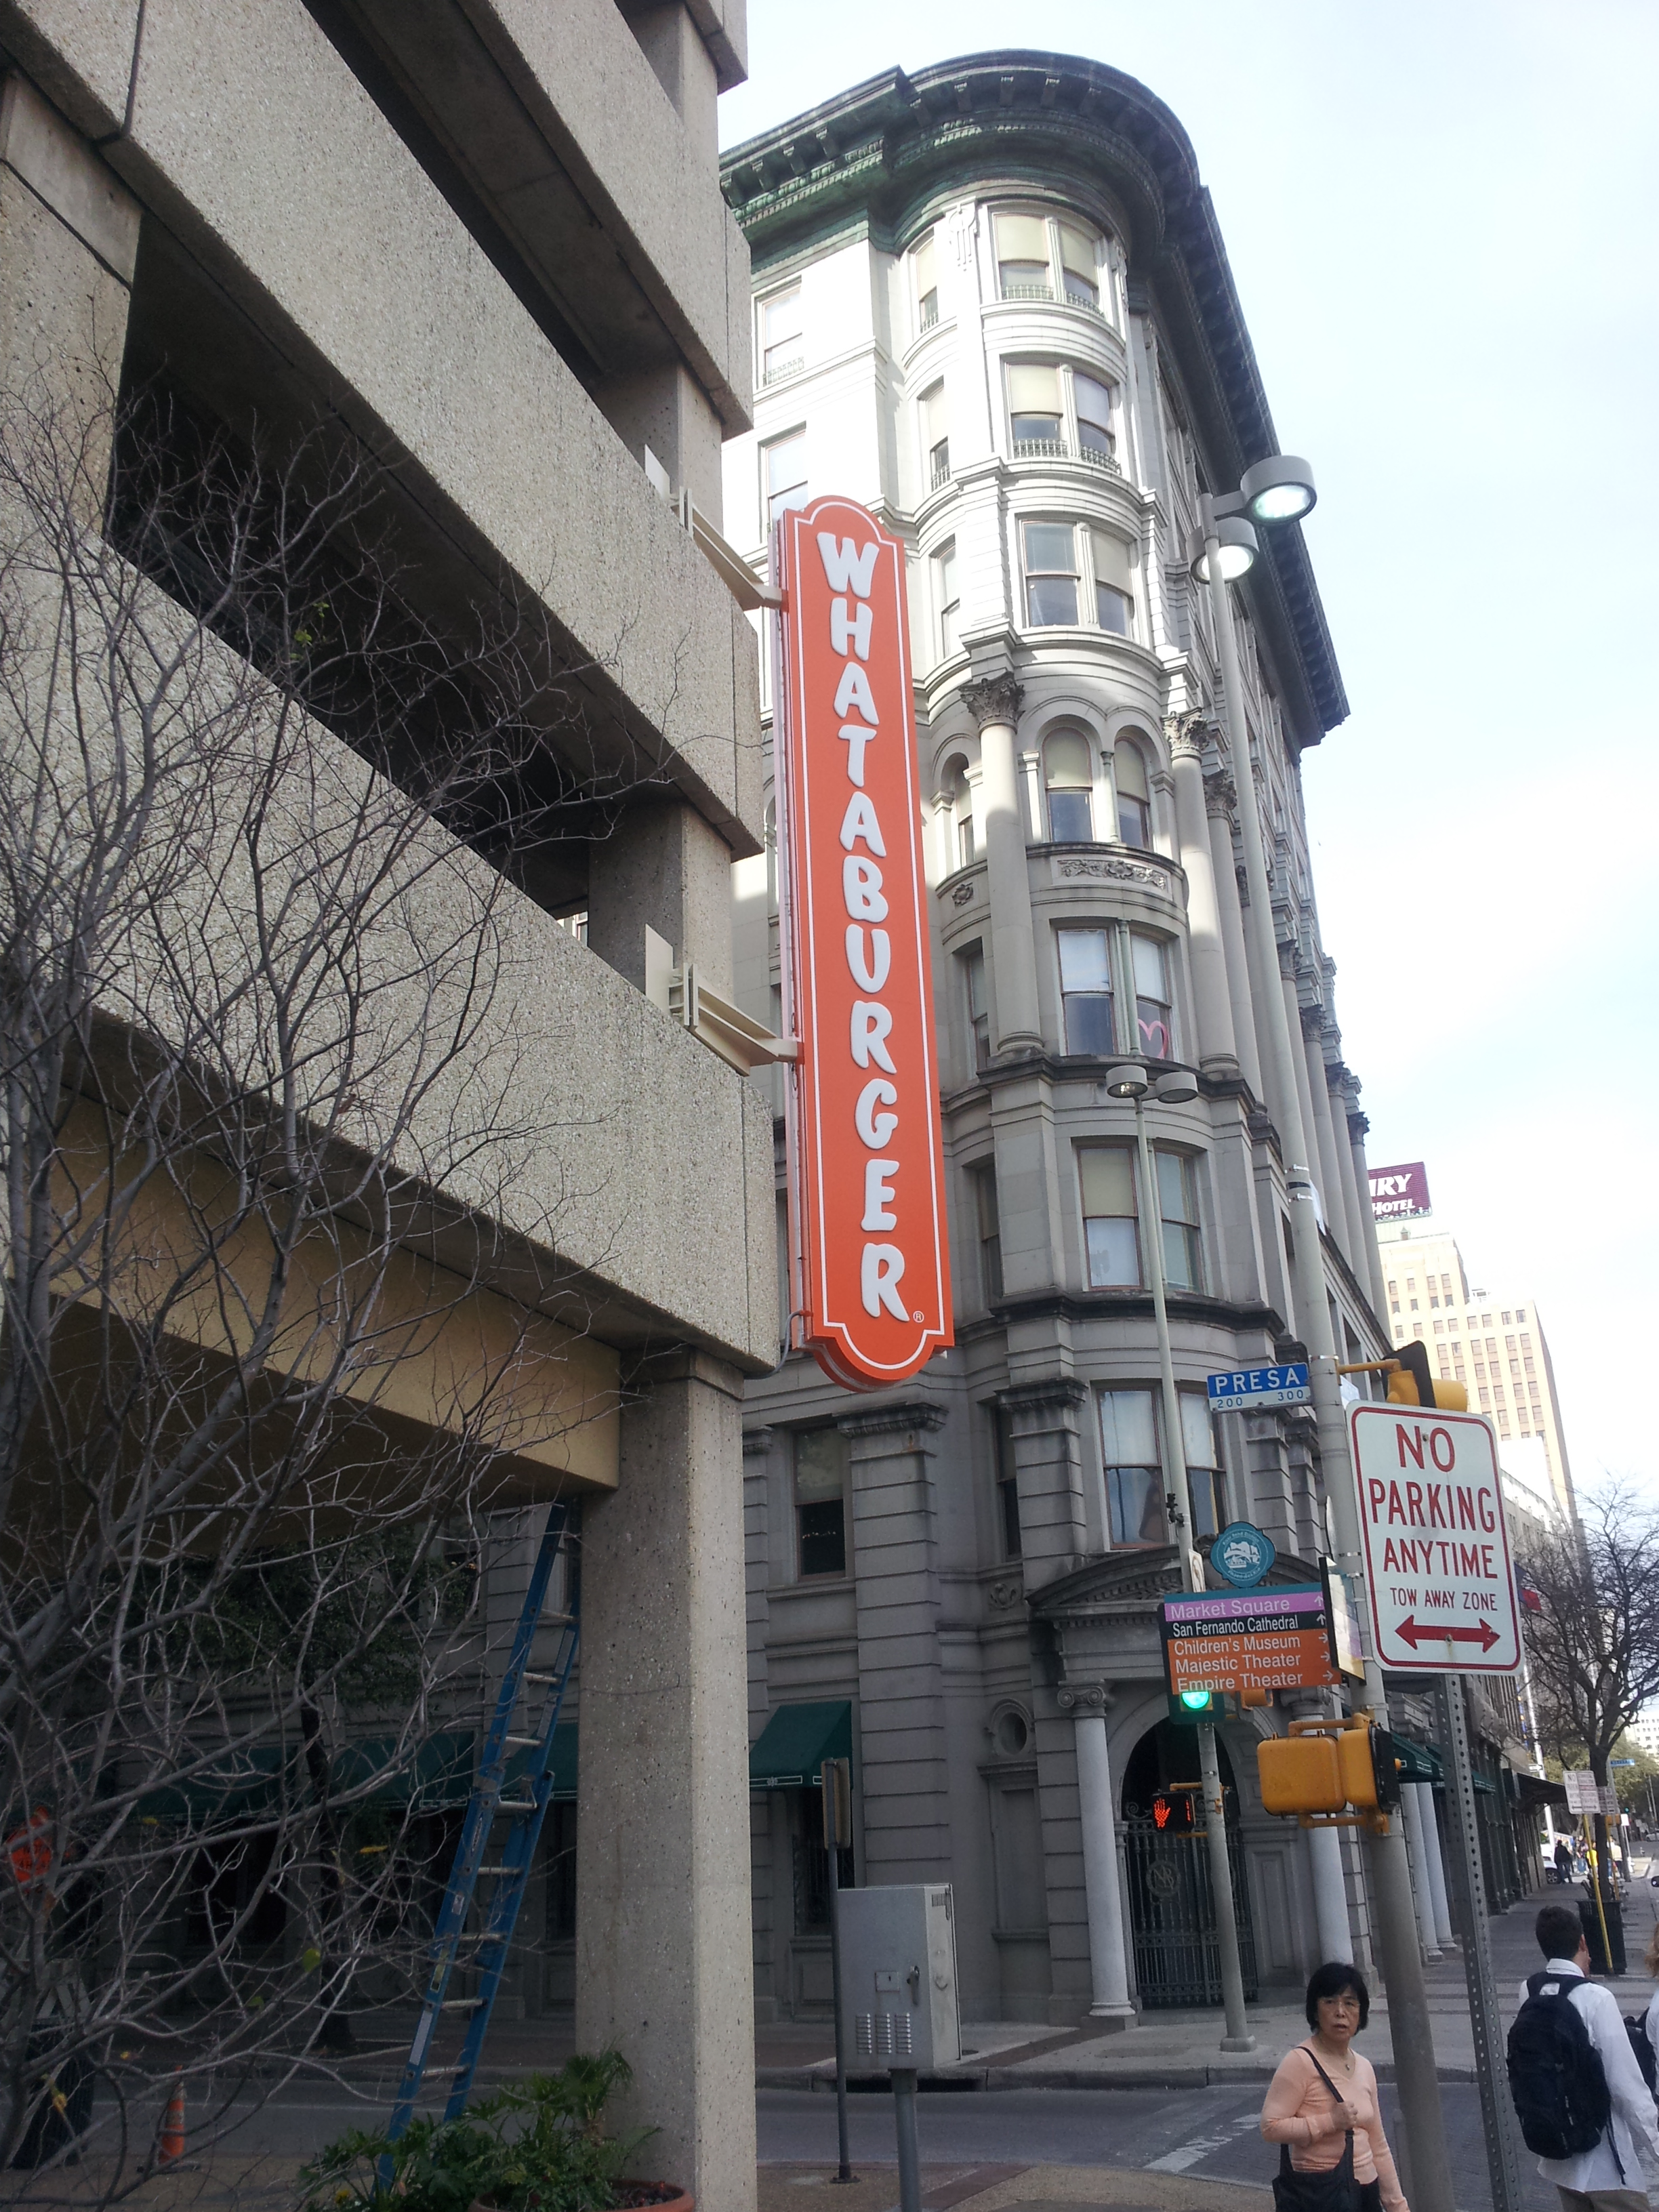 WHATABURGER
®
IRY
HOTEL
PRESA
200 300
NO
PARKING
ANYTIME
TOW AWAY ZONE
Market Square
San Fernando Cathedral
Children's Museum
Majestic Theater
Empire Theater